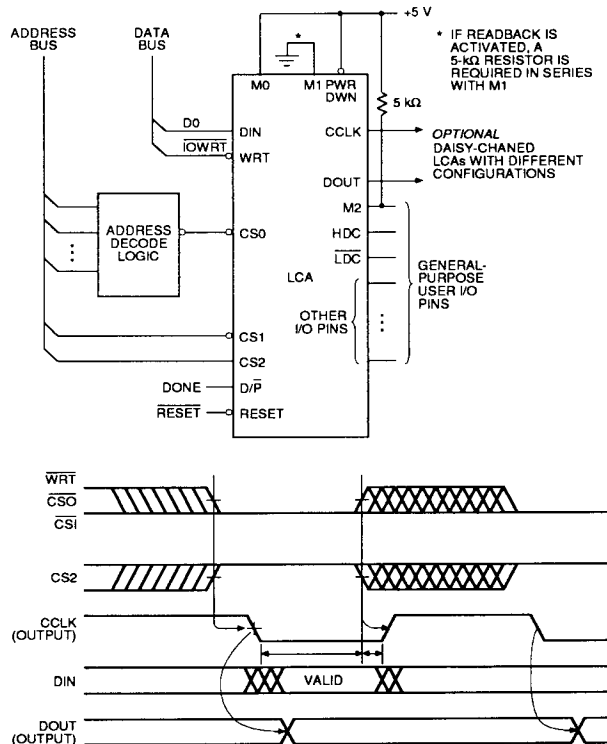 ADDRESS
BUS
DATA
BUS
+5 V
* IF READBACK IS
ACTIVATED, A
5-kΩ RESISTOR IS
REQUIRED IN SERIES
WITH M1
*
M0
M1
PWR
DWN
5 kΩ
D0
DIN
IOWRT
WRT
CCLK
OPTIONAL
DAISY-CHANED
LCAs WITH DIFFERENT
CONFIGURATIONS
DOUT
M2
ADDRESS
DECODE
LOGIC
CS0
HDC
LDC
GENERAL-
PURPOSE
USER I/O
PINS
LCA
OTHER
I/O PINS
CS1
CS2
DONE
D/P
RESET
RESET
WRT
CSO
CSI
CS2
CCLK
(OUTPUT)
DIN
VALID
DOUT
(OUTPUT)